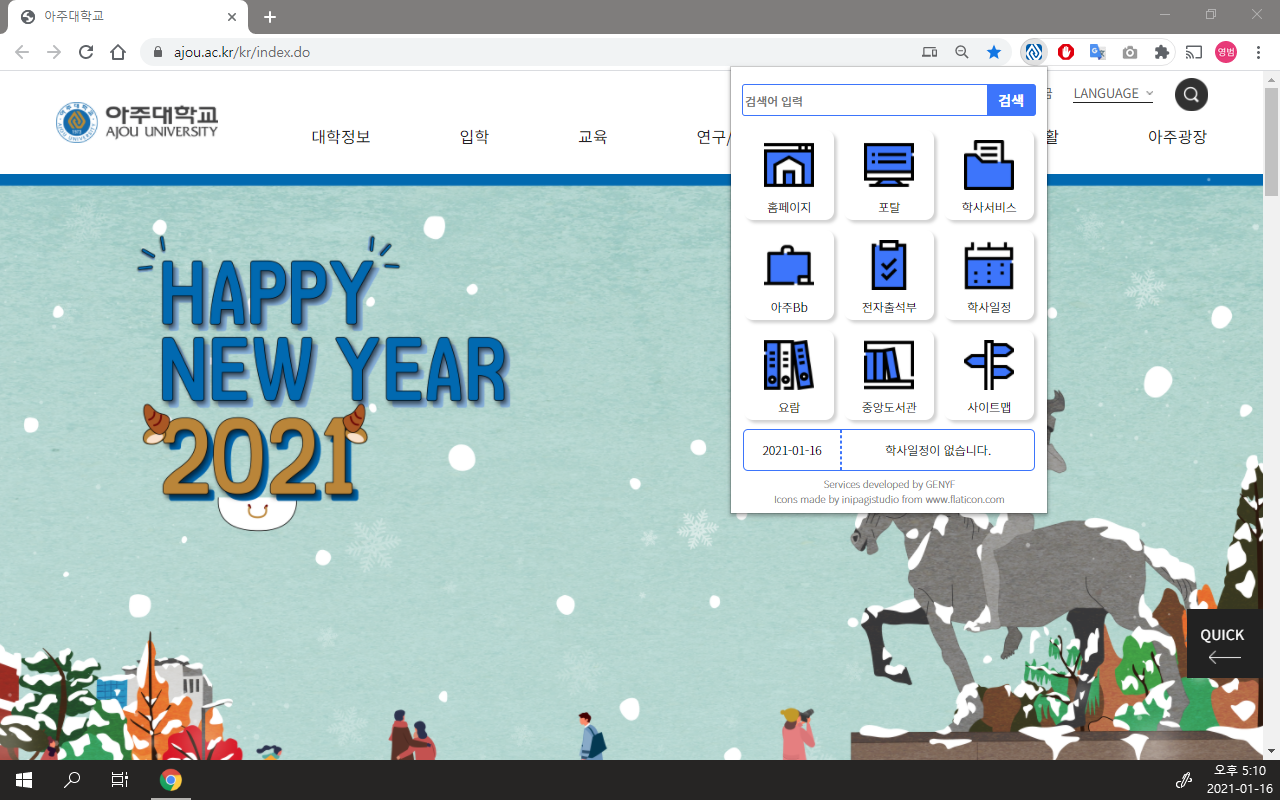 아주대학교
ajou.ac.kr/kr/index.do
영범
아주대학교
AJOU UNIVERSITY
LANGUAGE
대학정보
입학
교육
연구/
활
아주광장
검색어 입력
검색
홈페이지
포탈
학사서비스
아주Bb
전자출석부
학사일정
요람
중앙도서관
사이트맵
2021-01-16
학사일정이 없습니다.
Services developed by GENYF
Icons made by inipagistudio from www.flaticon.com
HAPPY
NEW YEAR
2021
QUICK
오후 5:10
2021-01-16